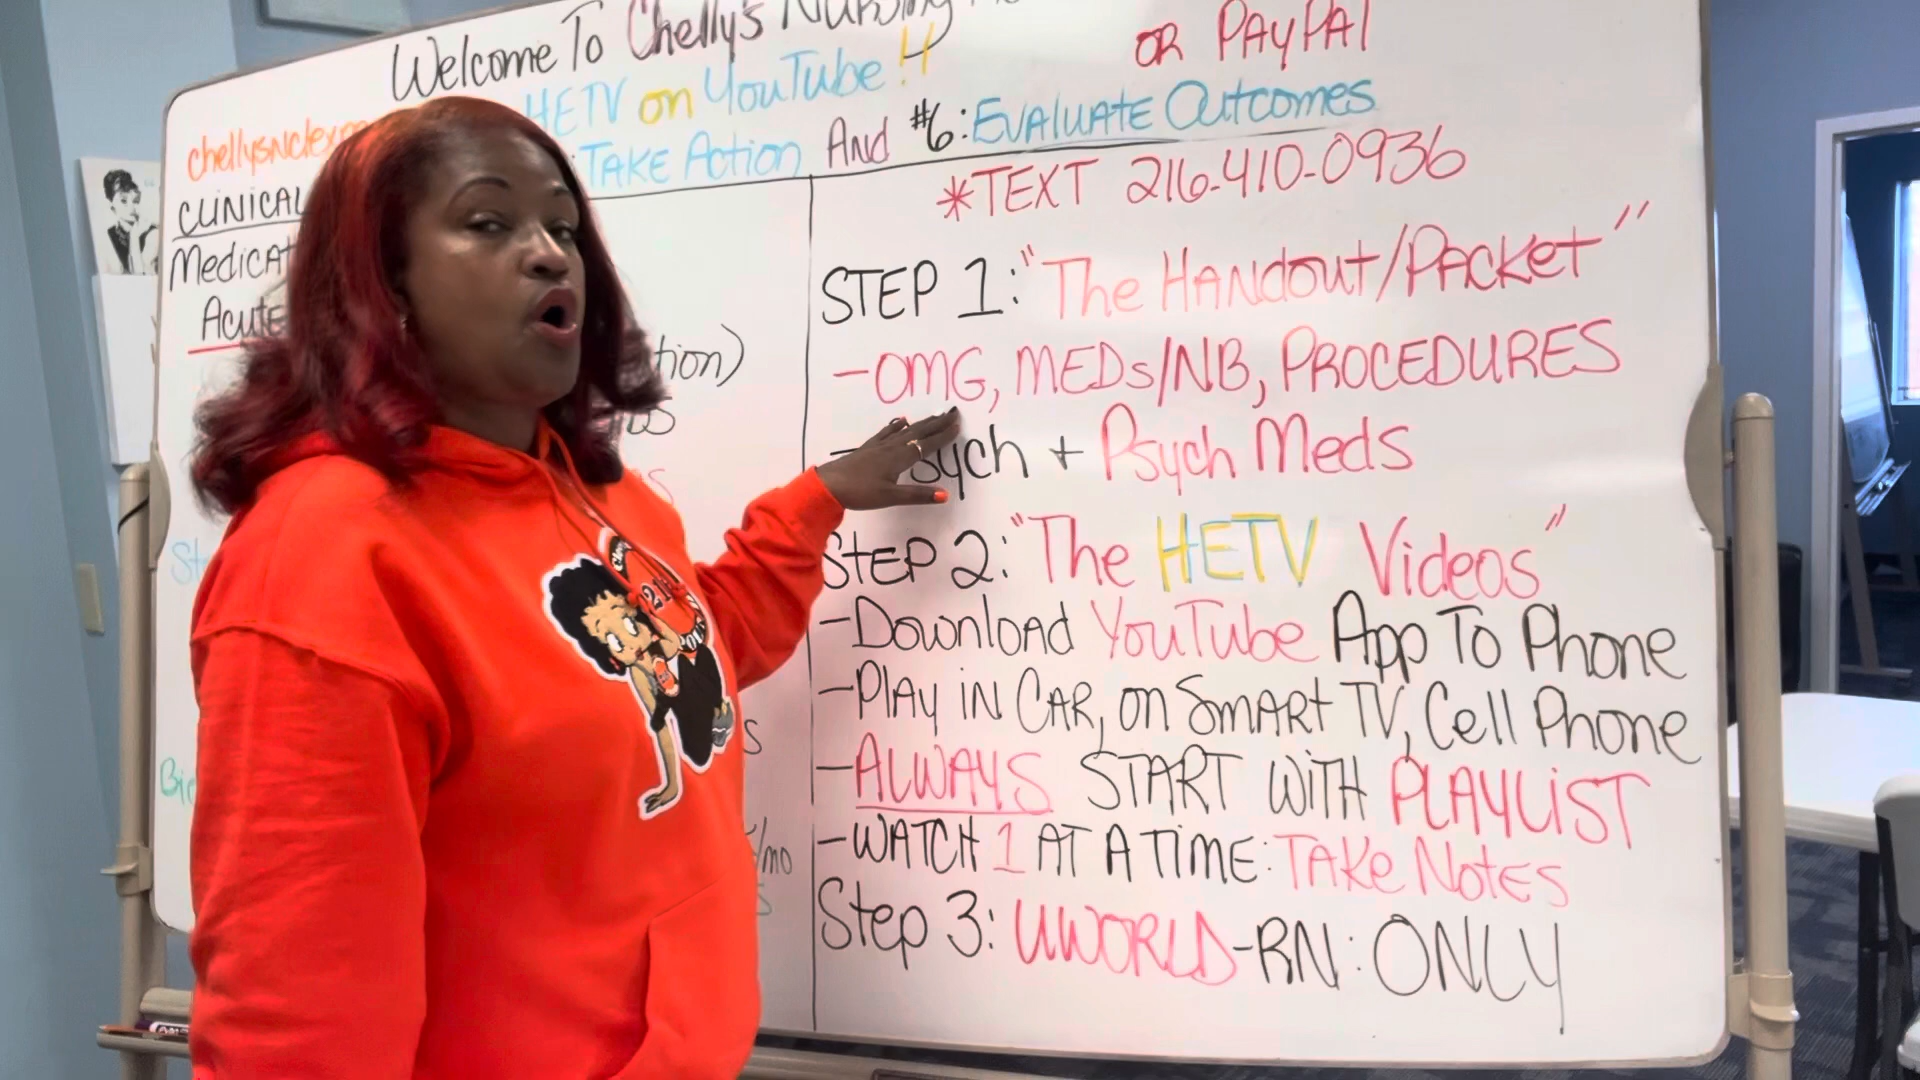 Welcome To Chelly's Nursing
HETV on YouTube!!
OR PAYPAL
TAKE Action And #6: EVALUATE Outcomes
CLINICAL
Medicat
Acute
tion)
/mo
*TEXT 216-410-0936
STEP 1: "The HANdout/PACKet"
-OMG, MEDs/NB, PROCEDURES
-Psych + Psych Meds
STEP 2: "The HETV Videos"
-Download YouTube App To Phone
-PLAY iN CAR, on SmARt TV, Cell Phone
-ALWAYS START WiTH PLAYLiST
-WATCH 1 AT A TiME: TAKe NotES
Step 3: UWORLD-RN: ONLY
216